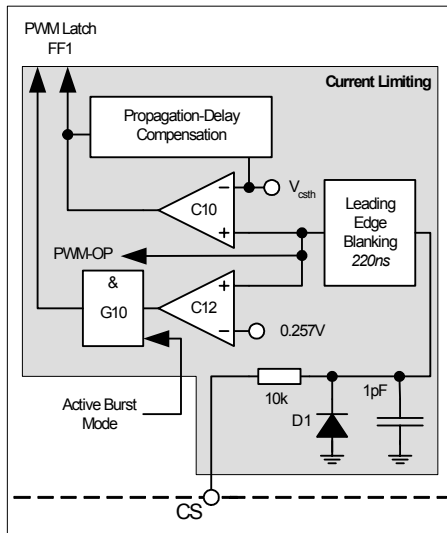 PWM Latch
FF1
Current Limiting
Propagation-Delay
Compensation
V_csth
C10
Leading
Edge
Blanking
220ns
PWM-OP
&
G10
C12
0.257V
10k
1pF
D1
Active Burst
Mode
CS